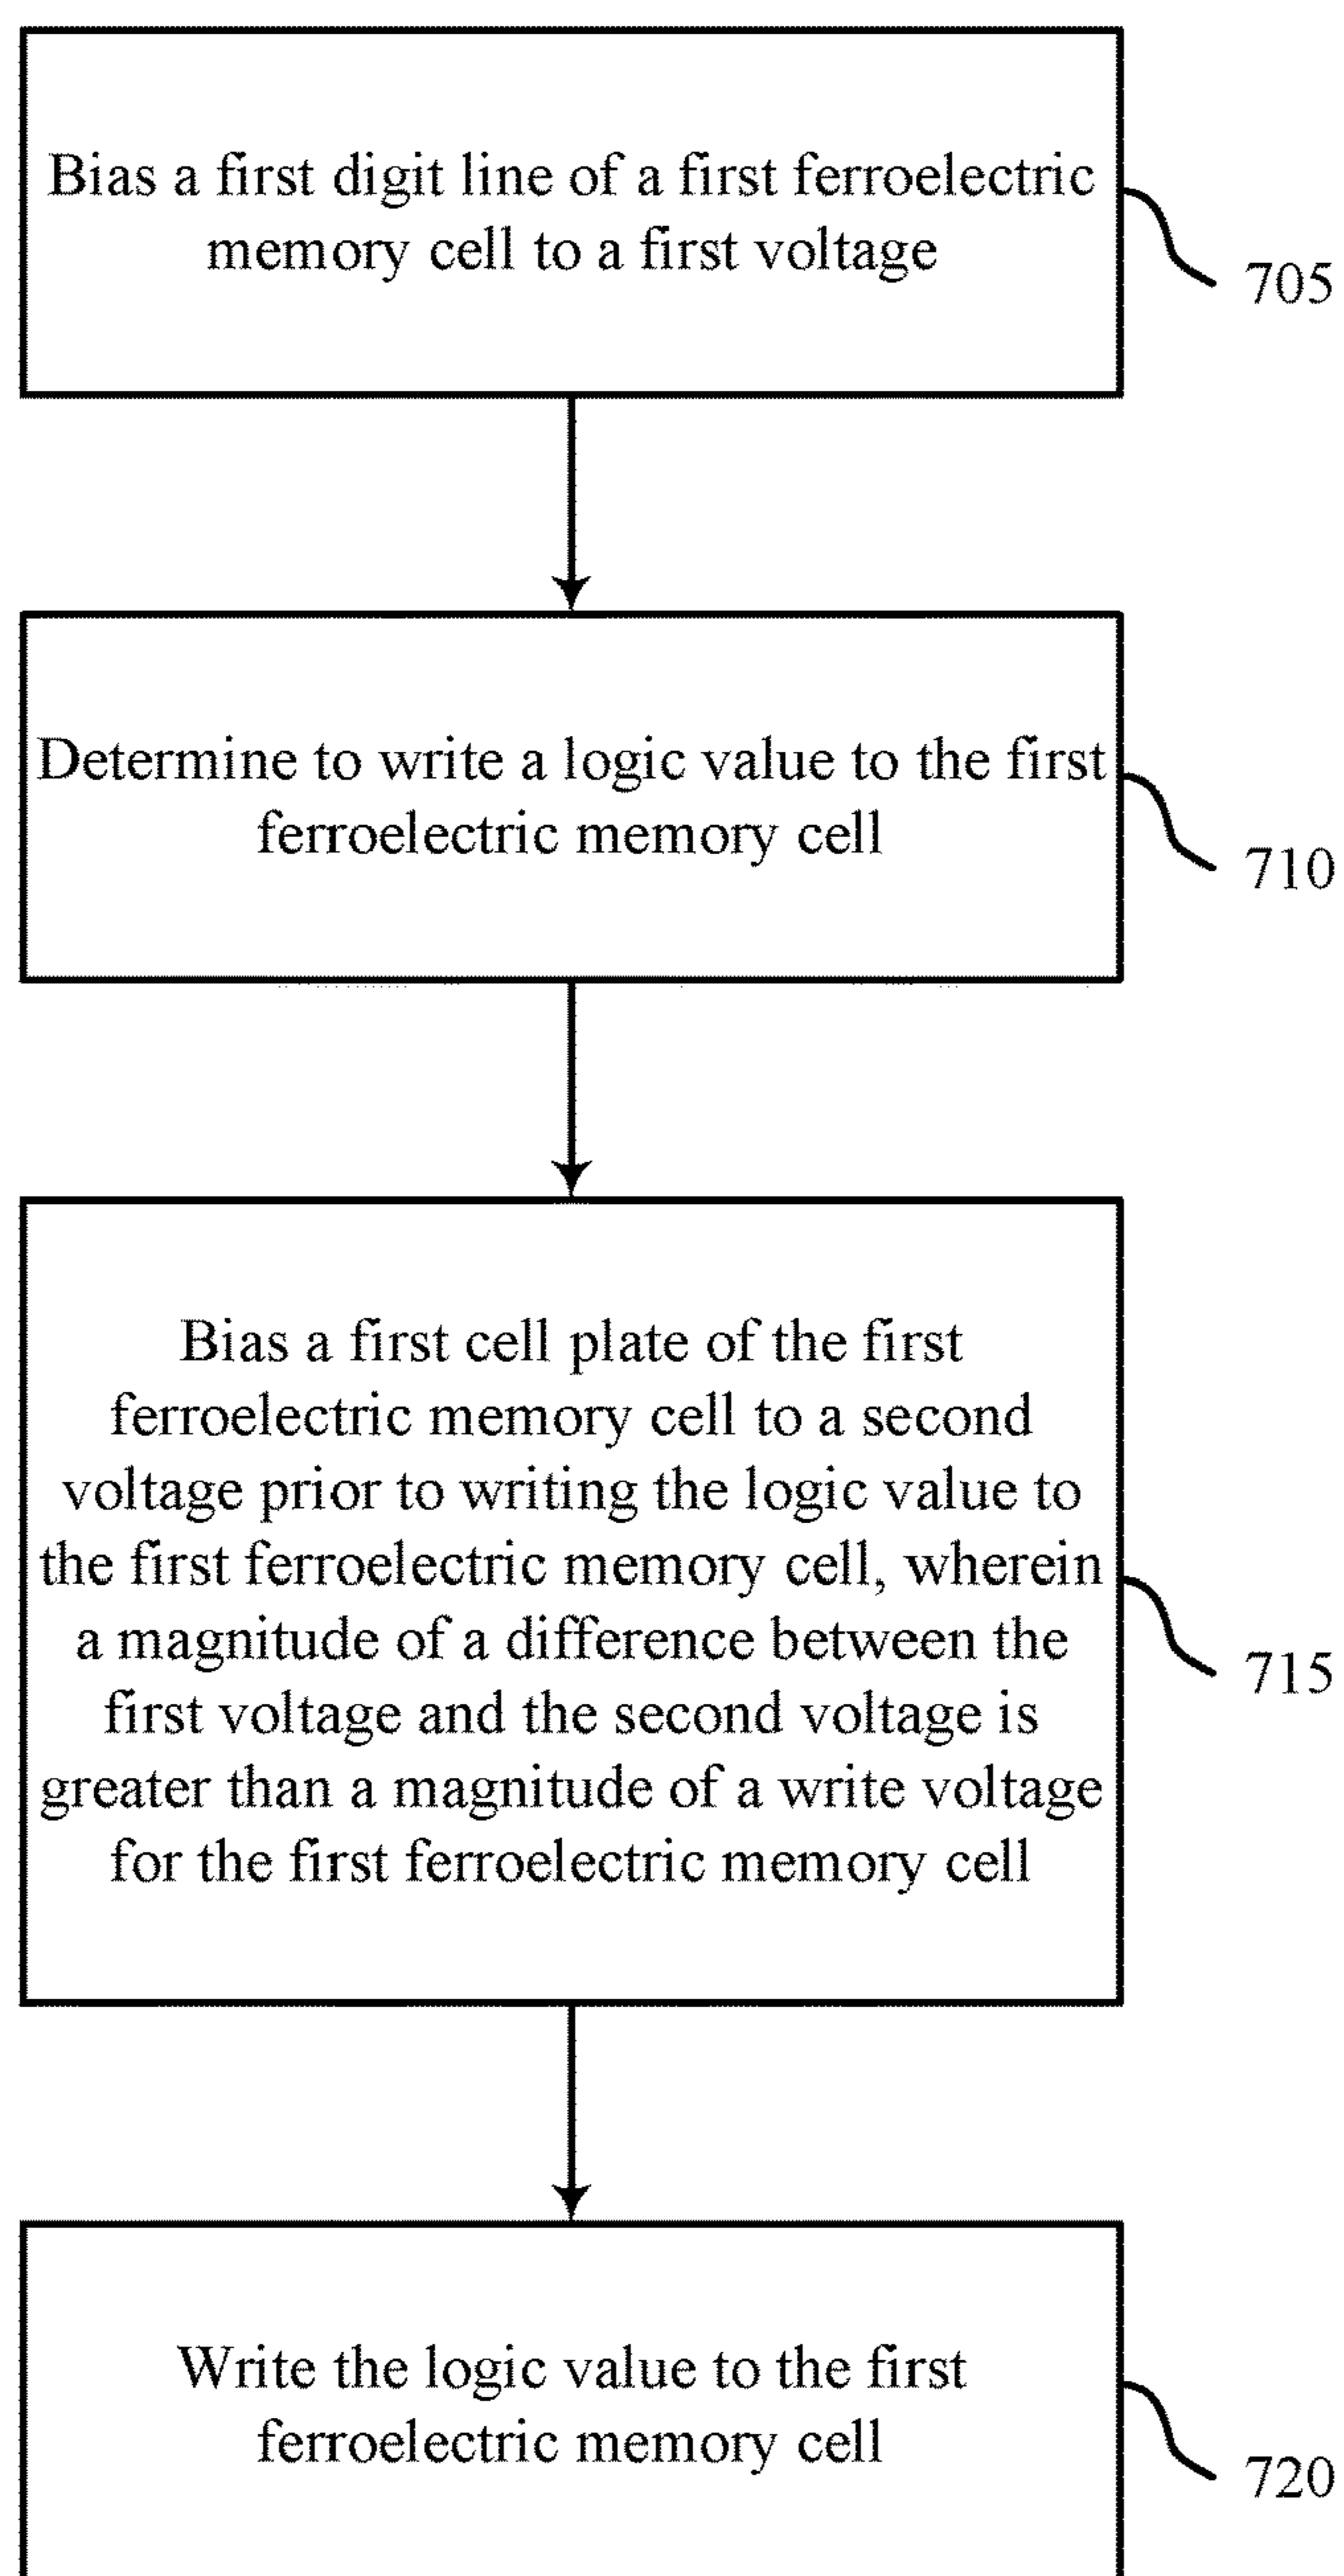 Bias a first digit line of a first ferroelectric
memory cell to a first voltage
705
Determine to write a logic value to the first
ferroelectric memory cell
710
Bias a first cell plate of the first
ferroelectric memory cell to a second
voltage prior to writing the logic value to
the first ferroelectric memory cell, wherein
a magnitude of a difference between the
first voltage and the second voltage is
greater than a magnitude of a write voltage
for the first ferroelectric memory cell
715
Write the logic value to the first
ferroelectric memory cell
720